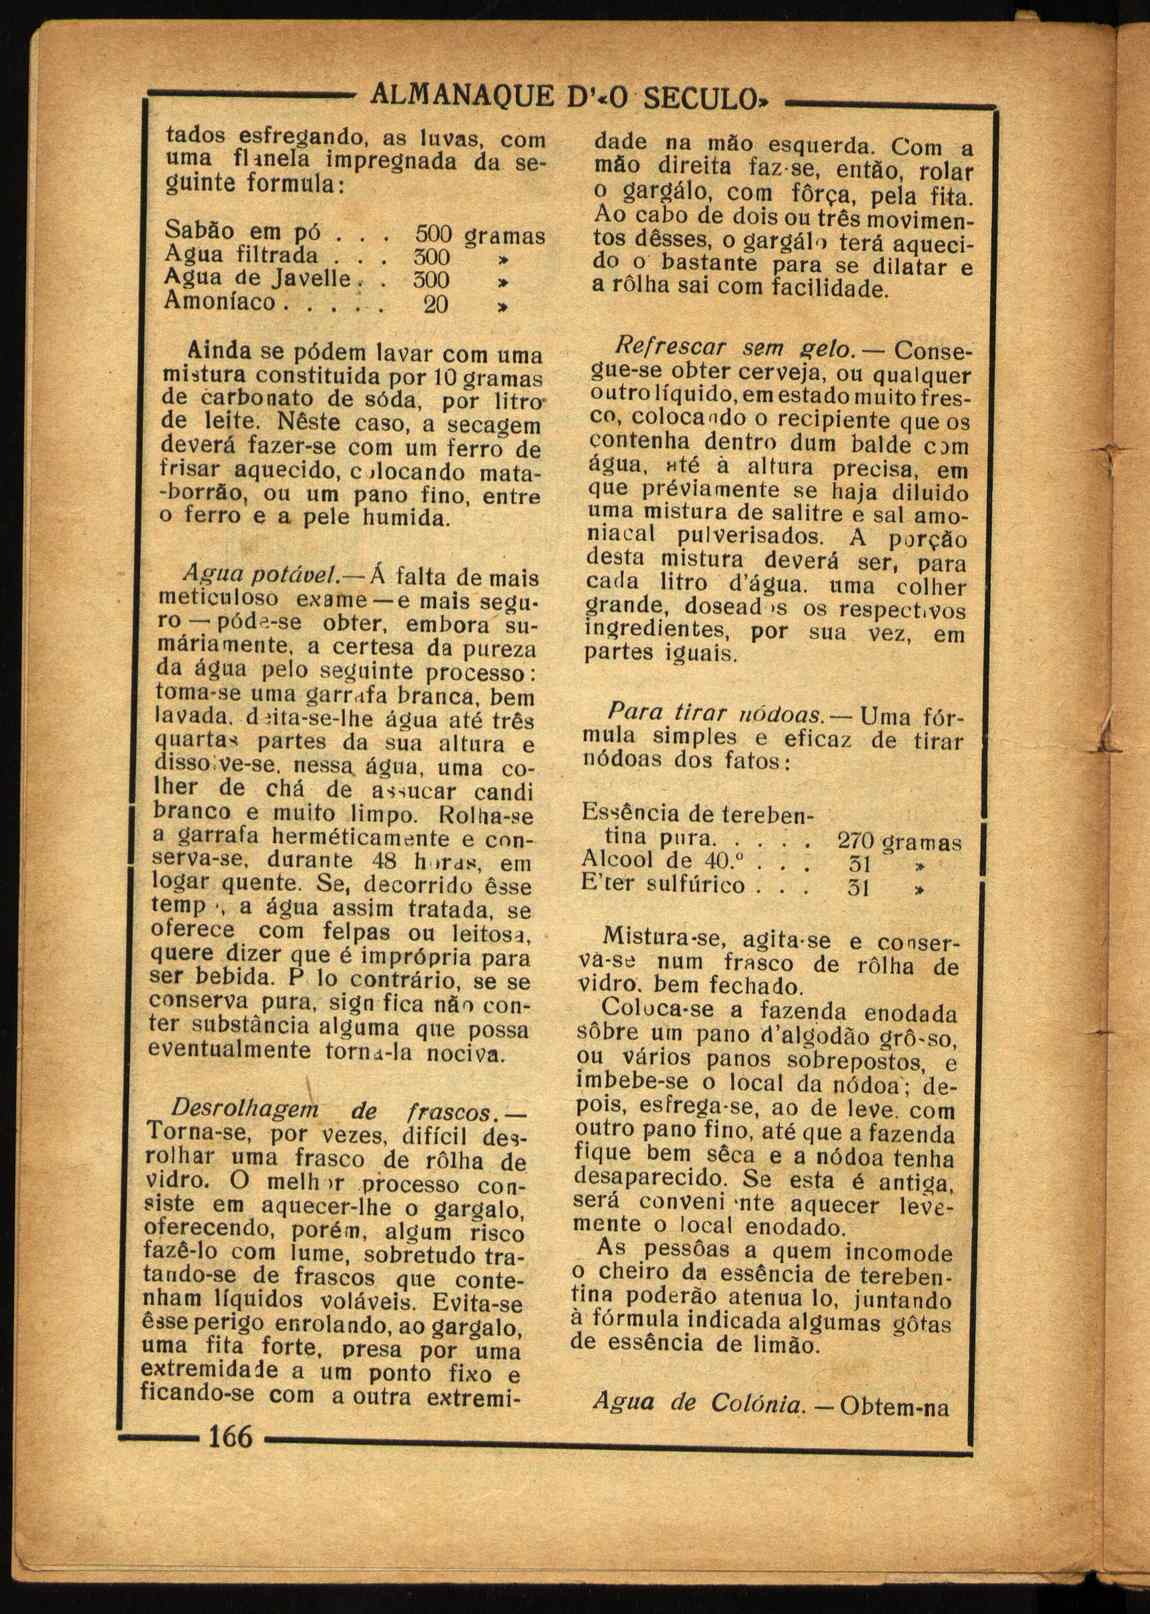 ALMANAQUE D'«O SECULO»
tados esfregando, as luvas, com
uma flanela impregnada da se-
guinte formula:
Sabão em pó . . . 500 gramas
Agua filtrada . . . 300 »
Agua de Javelle . . 300 »
Amoníaco . . . . . 20 »
Ainda se pódem lavar com uma
mistura constituida por 10 gramas
de carbonato de sóda, por litro
de leite. Nêste caso, a secagem
deverá fazer-se com um ferro de
frisar aquecido, colocando mata-
-borrão, ou um pano fino, entre
o ferro e a pele humida.
Agua potável.—Á falta de mais
meticuloso exame—e mais segu-
ro—póde-se obter, embora su-
máriamente, a certesa da pureza
da água pelo seguinte processo:
toma-se uma garrafa branca, bem
lavada. deita-se-lhe água até três
quartas partes da sua altura e
dissolve-se, nessa água, uma co-
lher de chá de assucar candi
branco e muito limpo. Rolha-se
a garrafa herméticamente e con-
serva-se, durante 48 horas, em
logar quente. Se, decorrido êsse
tempo, a água assim tratada, se
oferece com felpas ou leitosa,
quere dizer que é imprópria para
ser bebida. P lo contrário, se se
conserva pura, sign fica não con-
ter substância alguma que possa
eventualmente torna-la nociva.
Desrolhagem de frascos.—
Torna-se, por vezes, difícil des-
rolhar uma frasco de rôlha de
vidro. O melhor processo con-
siste em aquecer-lhe o gargalo,
oferecendo, porém, algum risco
fazê-lo com lume, sobretudo tra-
tando-se de frascos que conte-
nham líquidos voláveis. Evita-se
êsse perigo enrolando, ao gargalo,
uma fita forte, presa por uma
extremidade a um ponto fixo e
ficando-se com a outra extremi-
dade na mão esquerda. Com a
mão direita faz-se, então, rolar
o gargálo, com fôrça, pela fita.
Ao cabo de dois ou três movimen-
tos dêsses, o gargálo terá aqueci-
do o bastante para se dilatar e
a rôlha sai com facilidade.
Refrescar sem gelo.—Conse-
gue-se obter cerveja, ou qualquer
outro líquido, em estado muito fres-
co, colocando o recipiente que os
contenha dentro dum balde com
água, até à altura precisa, em
que préviamente se haja diluido
uma mistura de salitre e sal amo-
niacal pulverisados. A porção
desta mistura deverá ser, para
cada litro d'água. uma colher
grande, doseados os respectivos
ingredientes, por sua vez, em
partes iguais.
Para tirar nódoas.—Uma fór-
mula simples e eficaz de tirar
nódoas dos fatos:
Essência de tereben-
tina pura. . . . . 270 gramas
Alcool de 40.º . . . 31 »
E'ter sulfúrico . . . 31 »
Mistura-se, agita-se e conser-
va-se num frasco de rôlha de
vidro. bem fechado.
Coloca-se a fazenda enodada
sôbre um pano d'algodão grôsso,
ou vários panos sobrepostos, e
imbebe-se o local da nódoa; de-
pois, esfrega-se, ao de leve. com
outro pano fino, até que a fazenda
fique bem sêca e a nódoa tenha
desaparecido. Se esta é antiga,
será conveniente aquecer leve-
mente o local enodado.
As pessôas a quem incomode
o cheiro da essência de tereben-
tina poderão atenua lo, juntando
à fórmula indicada algumas gôtas
de essência de limão.
Agua de Colónia.—Obtem-na
166